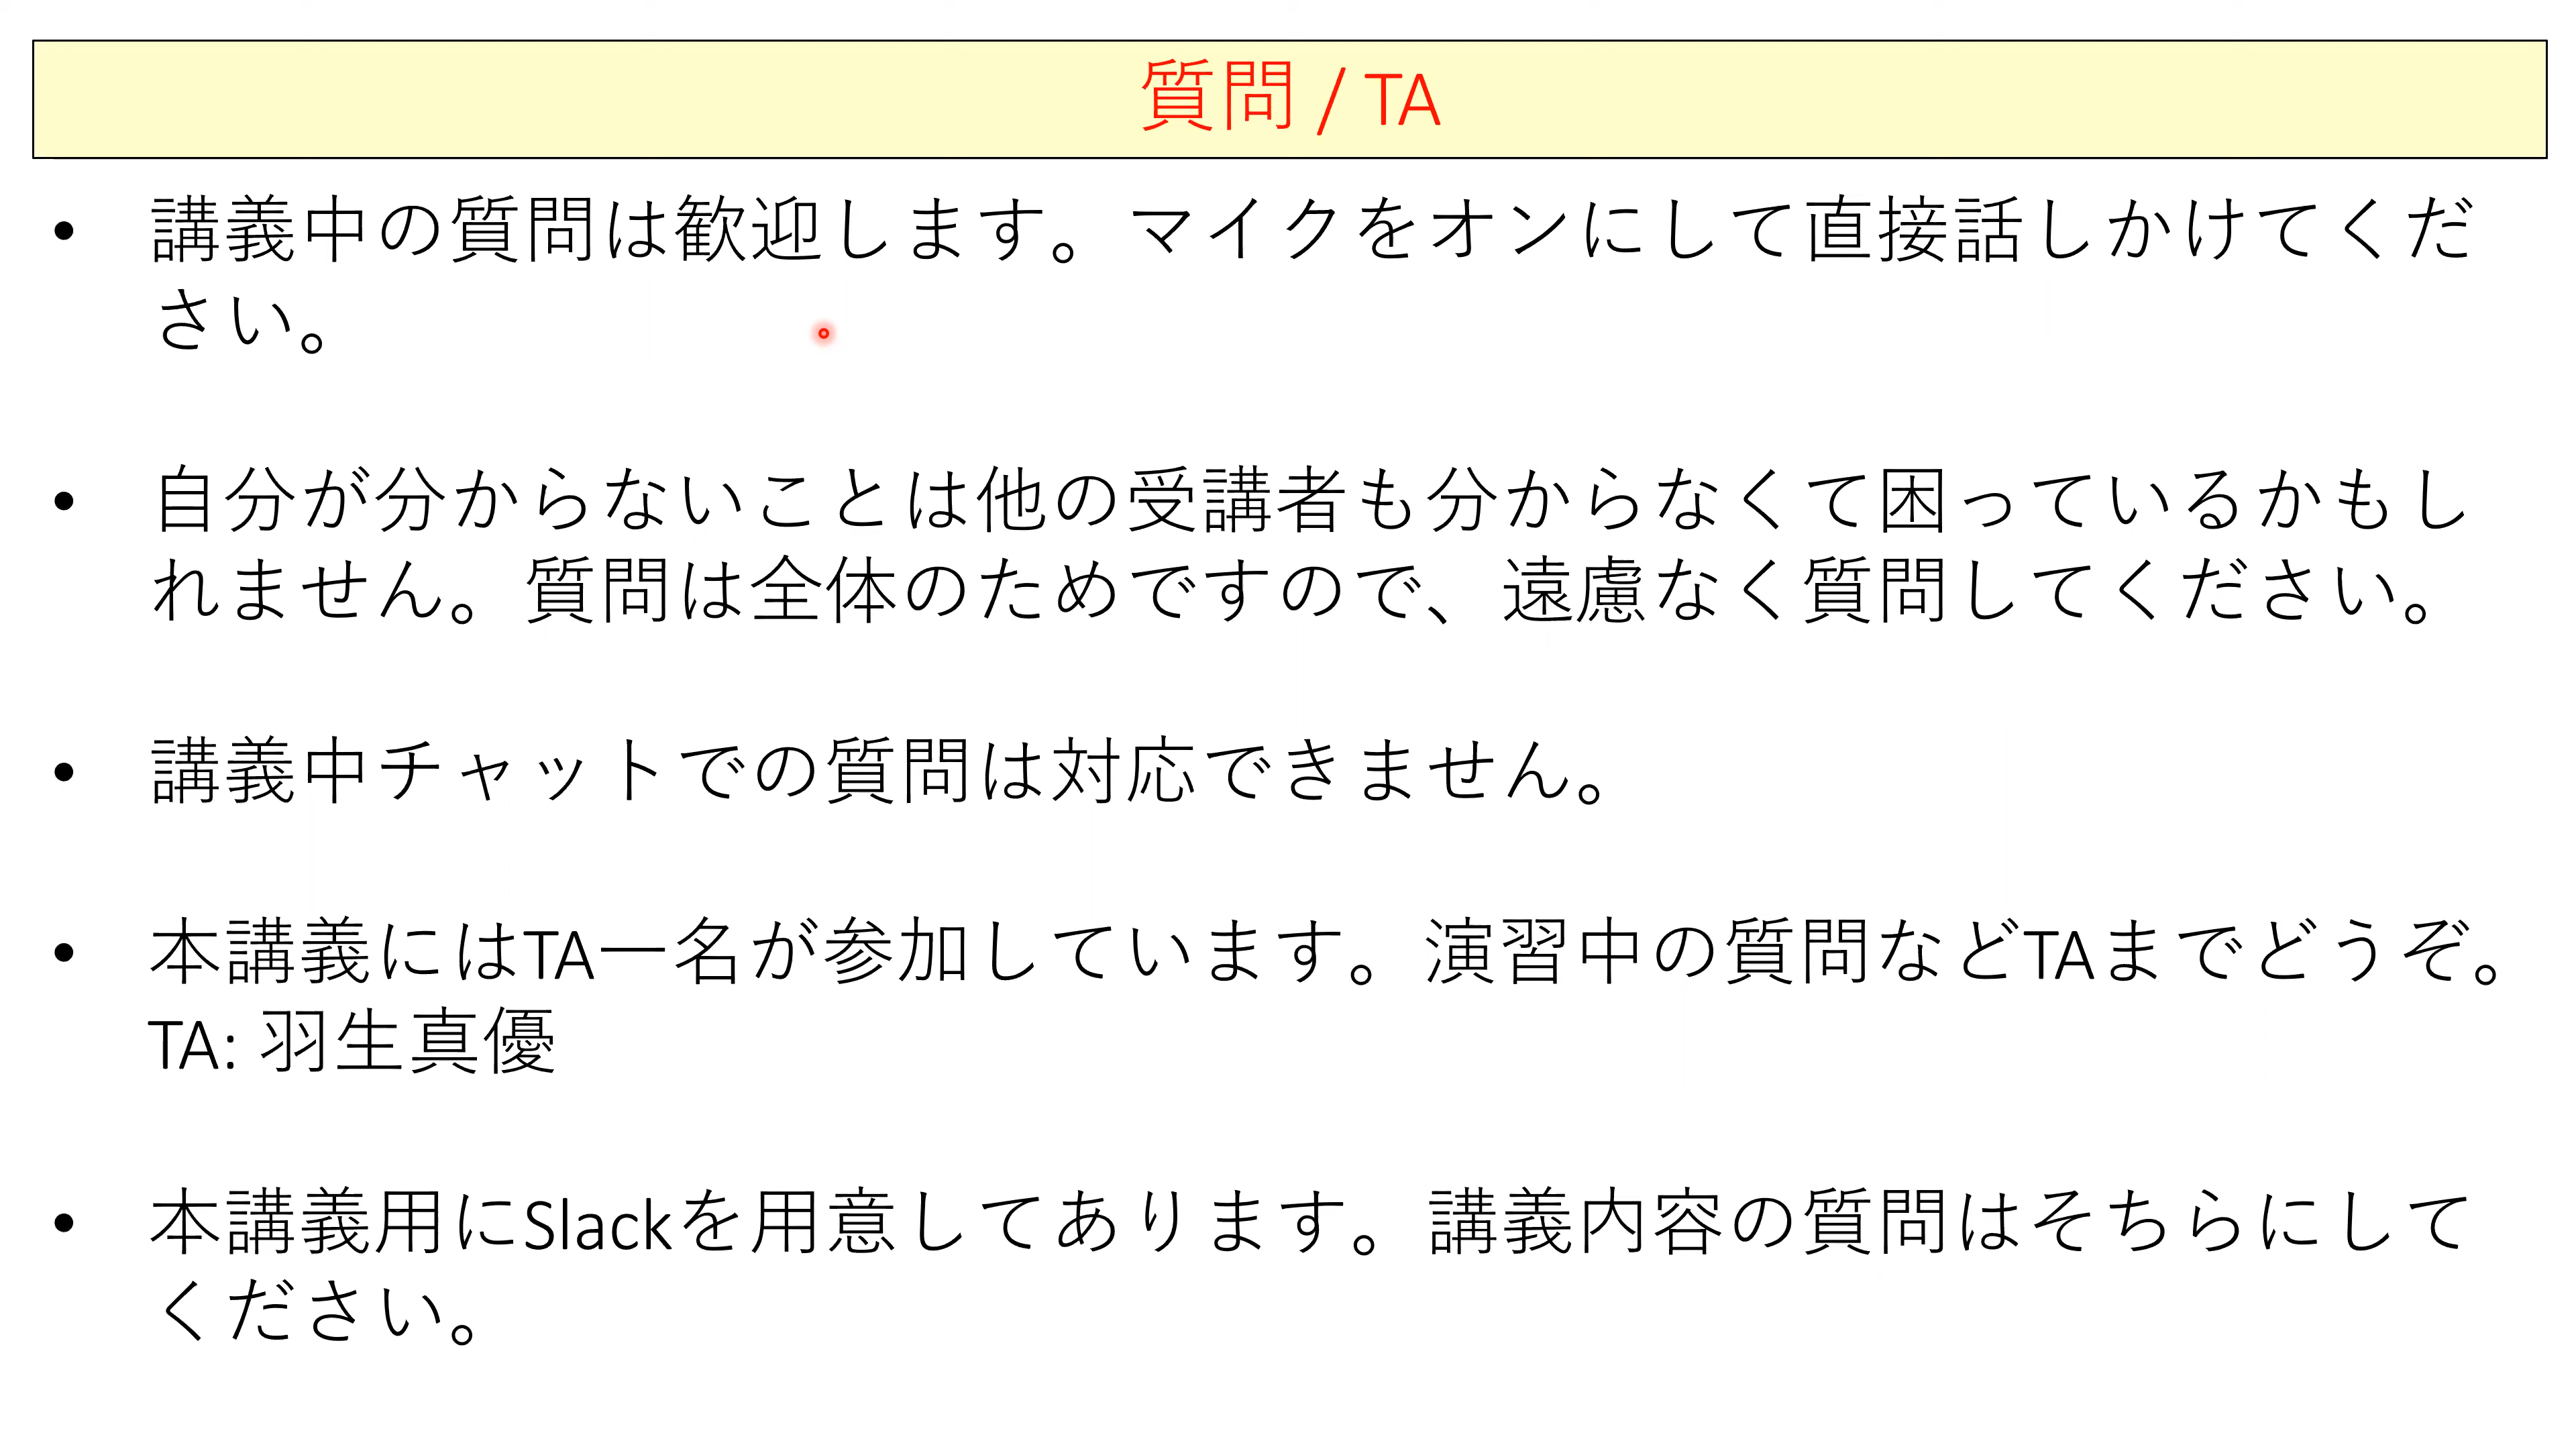 質問 / TA
• 講義中の質問は歓迎します。マイクをオンにして直接話しかけてくだ
さい。
• 自分が分からないことは他の受講者も分からなくて困っているかもし
れません。質問は全体のためですので、遠慮なく質問してください。
• 講義中チャットでの質問は対応できません。
• 本講義にはTA一名が参加しています。演習中の質問などTAまでどうぞ。
TA: 羽生真優
• 本講義用にSlackを用意してあります。講義内容の質問はそちらにして
ください。